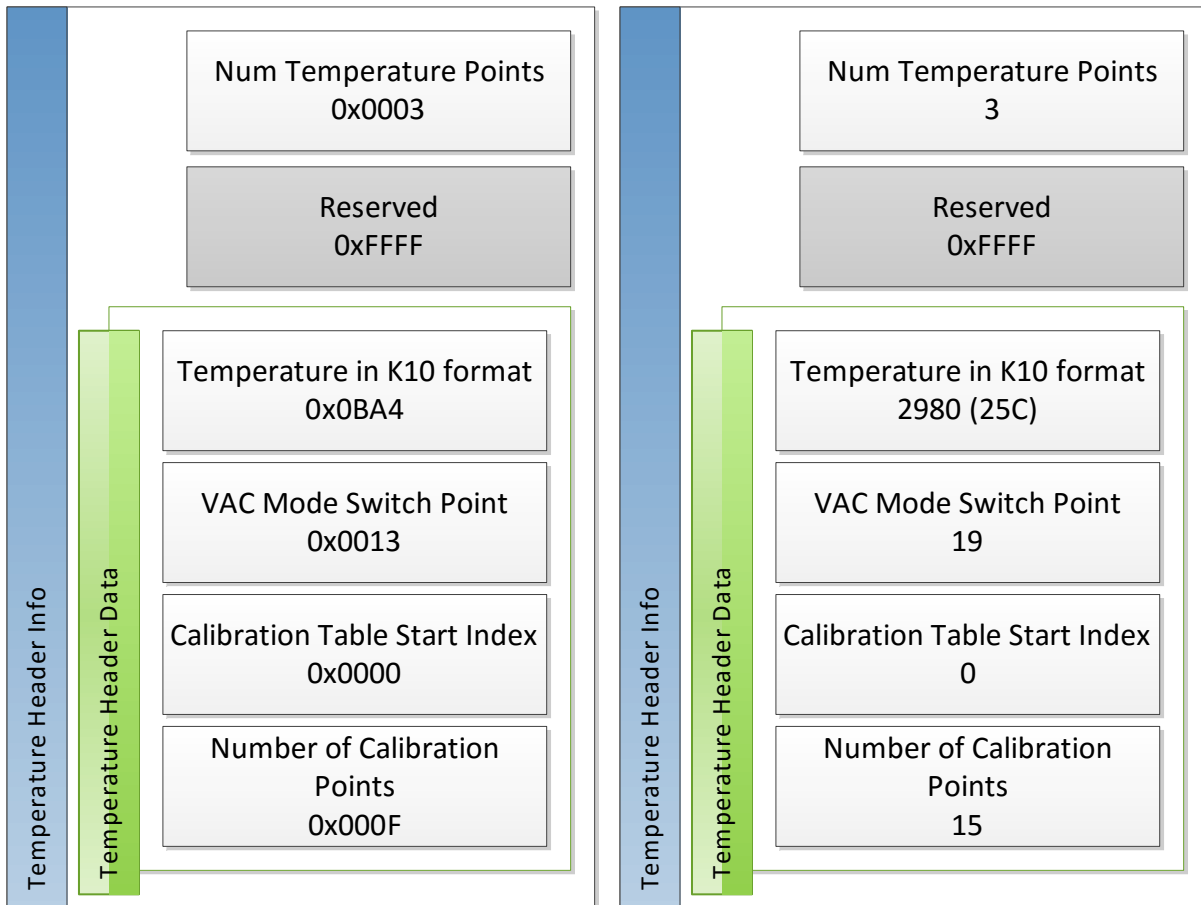 Temperature Header Info
Num Temperature Points
0x0003
Reserved
0xFFFF
Temperature Header Data
Temperature in K10 format
0x0BA4
VAC Mode Switch Point
0x0013
Calibration Table Start Index
0x0000
Number of Calibration
Points
0x000F
Temperature Header Info
Num Temperature Points
3
Reserved
0xFFFF
Temperature Header Data
Temperature in K10 format
2980 (25C)
VAC Mode Switch Point
19
Calibration Table Start Index
0
Number of Calibration
Points
15